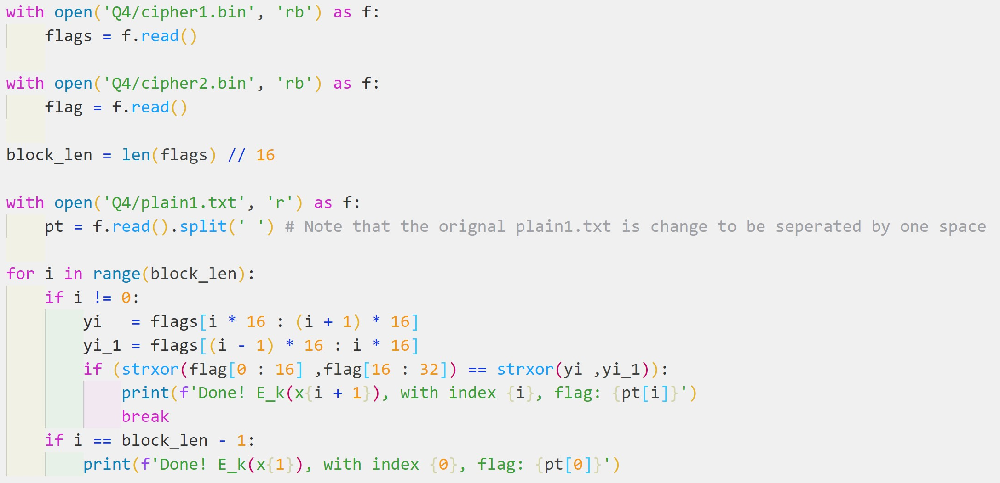 with open('Q4/cipher1.bin', 'rb') as f:
    flags = f.read()

with open('Q4/cipher2.bin', 'rb') as f:
    flag = f.read()

block_len = len(flags) // 16

with open('Q4/plain1.txt', 'r') as f:
    pt = f.read().split(' ') # Note that the orignal plain1.txt is change to be seperated by one space

for i in range(block_len):
    if i != 0:
        yi   = flags[i * 16 : (i + 1) * 16]
        yi_1 = flags[(i - 1) * 16 : i * 16]
        if (strxor(flag[0 : 16] ,flag[16 : 32]) == strxor(yi ,yi_1)):
            print(f'Done! E_k(x{i + 1}), with index {i}, flag: {pt[i]}')
            break
    if i == block_len - 1:
        print(f'Done! E_k(x{1}), with index {0}, flag: {pt[0]}')